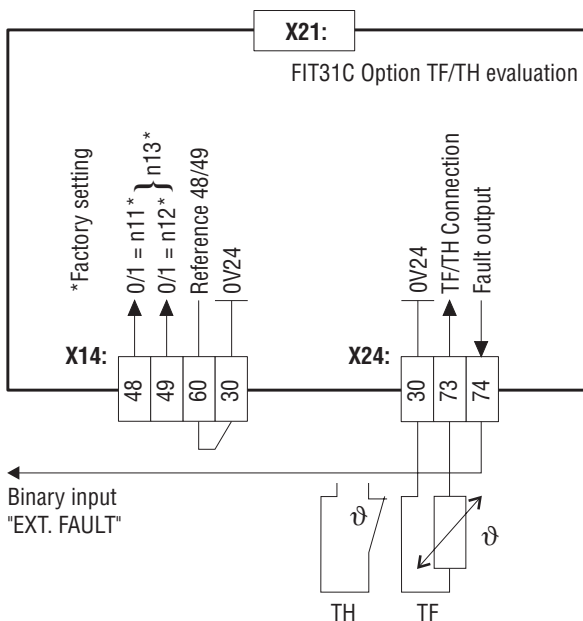 X21:
FIT31C Option TF/TH evaluation
*Factory setting
0/1 = n11*
0/1 = n12*
} n13*
Reference 48/49
0V24
0V24
TF/TH Connection
Fault output
X14:
48
49
60
30
X24:
30
73
74
Binary input
"EXT. FAULT"
ϑ
ϑ
TH
TF